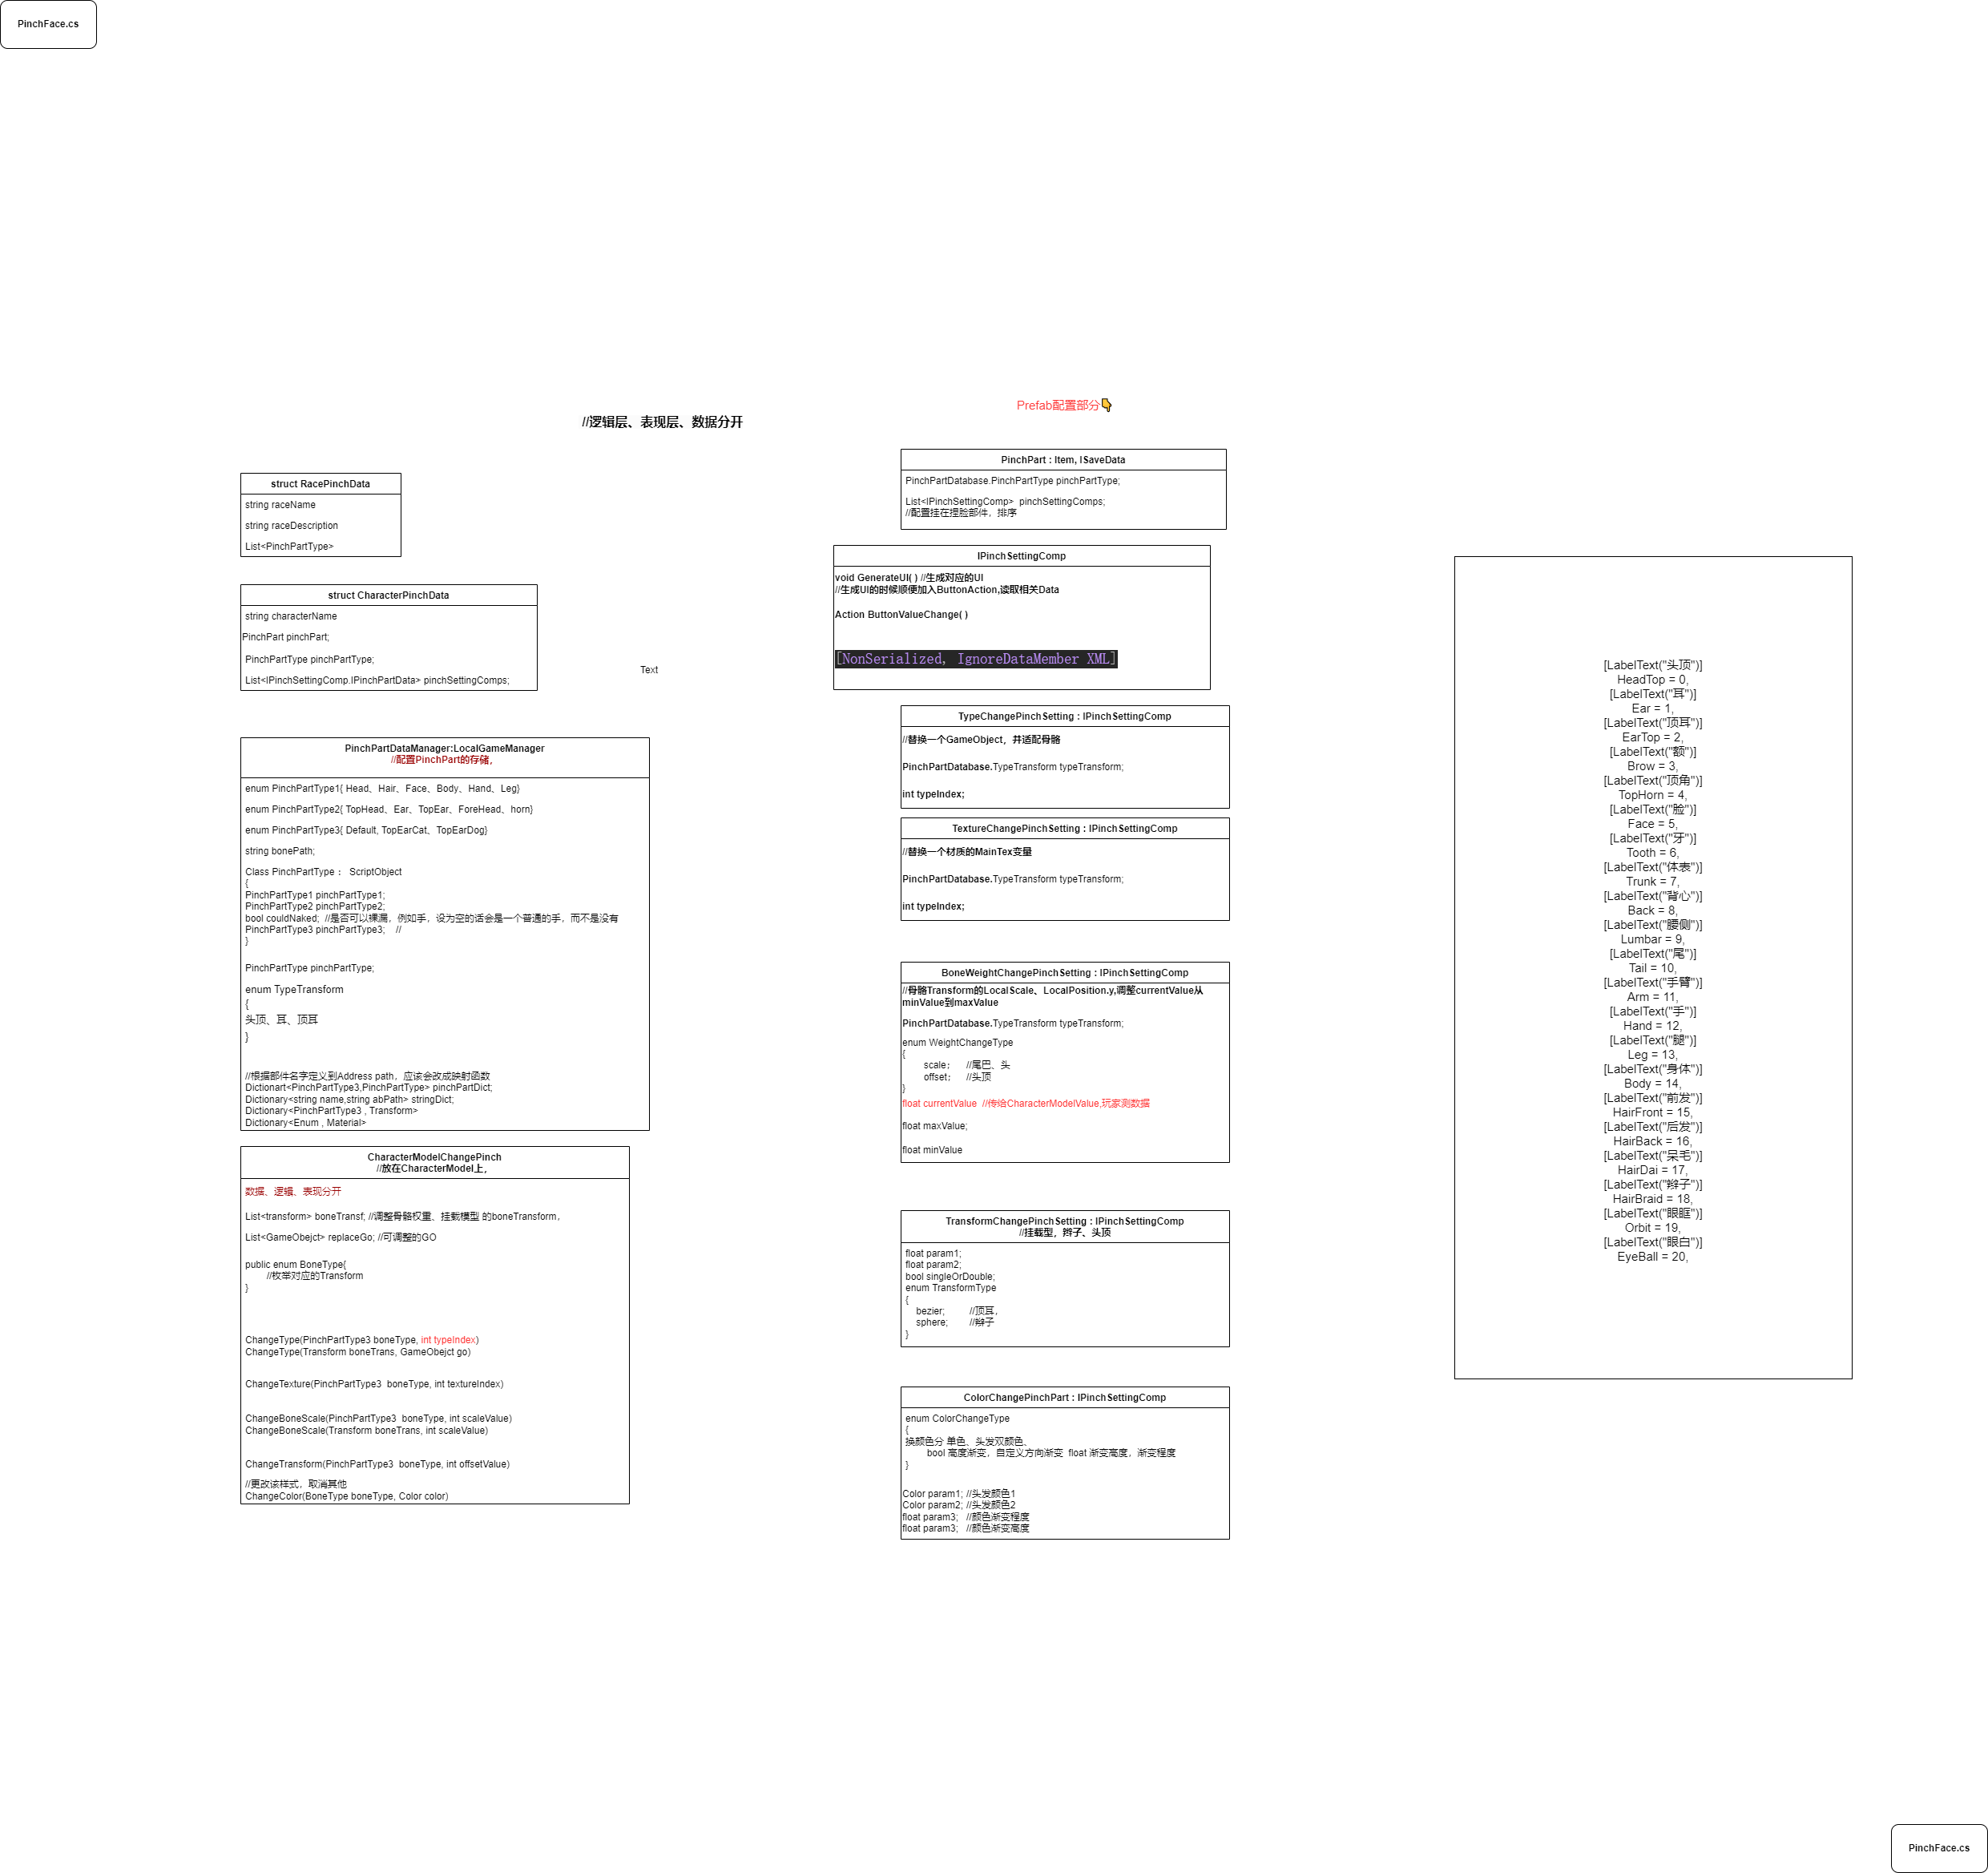 PinchFace.cs
//逻辑层、表现层、数据分开
Prefab配置部分👇
struct RacePinchData
string raceName
string raceDescription
List<PinchPartType>
struct CharacterPinchData
string characterName
PinchPart pinchPart;
PinchPartType pinchPartType;
List<IPinchSettingComp.IPinchPartData> pinchSettingComps;
Text
PinchPartDataManager:LocalGameManager
//配置PinchPart的存储，
enum PinchPartType1{ Head、Hair、Face、Body、Hand、Leg}
enum PinchPartType2{ TopHead、Ear、TopEar、ForeHead、horn}
enum PinchPartType3{ Default, TopEarCat、TopEarDog}
string bonePath;
Class PinchPartType ： ScriptObject
{
PinchPartType1 pinchPartType1;
PinchPartType2 pinchPartType2;
bool couldNaked;  //是否可以裸漏，例如手，设为空的话会是一个普通的手，而不是没有
PinchPartType3 pinchPartType3;    //
}
PinchPartType pinchPartType;
enum TypeTransform
{
头顶、耳、顶耳
}
//根据部件名字定义到Address path，应该会改成映射函数
Dictionart<PinchPartType3,PinchPartType> pinchPartDict;
Dictionary<string name,string abPath> stringDict;
Dictionary<PinchPartType3 , Transform>
Dictionary<Enum , Material>
CharacterModelChangePinch
//放在CharacterModel上，
数据、逻辑、表现分开
List<transform> boneTransf; //调整骨骼权重、挂载模型 的boneTransform，
List<GameObejct> replaceGo; //可调整的GO
public enum BoneType{
//枚举对应的Transform
}
ChangeType(PinchPartType3 boneType, int typeIndex)
ChangeType(Transform boneTrans, GameObejct go)
ChangeTexture(PinchPartType3  boneType, int textureIndex)
ChangeBoneScale(PinchPartType3  boneType, int scaleValue)
ChangeBoneScale(Transform boneTrans, int scaleValue)
ChangeTransform(PinchPartType3  boneType, int offsetValue)
//更改该样式，取消其他
ChangeColor(BoneType boneType, Color color)
PinchPart : Item, ISaveData
PinchPartDatabase.PinchPartType pinchPartType;
List<IPinchSettingComp>  pinchSettingComps;
//配置挂在捏脸部件，排序
IPinchSettingComp
void GenerateUI( ) //生成对应的UI
//生成UI的时候顺便加入ButtonAction,读取相关Data
Action ButtonValueChange( )
[NonSerialized, IgnoreDataMember XML]
TypeChangePinchSetting : IPinchSettingComp
//替换一个GameObject，并适配骨骼
PinchPartDatabase.TypeTransform typeTransform;
int typeIndex;
TextureChangePinchSetting : IPinchSettingComp
//替换一个材质的MainTex变量
PinchPartDatabase.TypeTransform typeTransform;
int typeIndex;
BoneWeightChangePinchSetting : IPinchSettingComp
//骨骼Transform的LocalScale、LocalPosition.y,调整currentValue从
minValue到maxValue
PinchPartDatabase.TypeTransform typeTransform;
enum WeightChangeType
{
scale；    //尾巴、头
offset；    //头顶
}
float currentValue  //传给CharacterModelValue,玩家测数据
float maxValue;
float minValue
TransformChangePinchSetting : IPinchSettingComp
//挂载型，辫子、头顶
float param1;
float param2;
bool singleOrDouble;
enum TransformType
{
bezier;         //顶耳，
sphere;        //辫子
}
ColorChangePinchPart : IPinchSettingComp
enum ColorChangeType
{
换颜色分 单色、头发双颜色、
bool 高度渐变，自定义方向渐变  float 渐变高度，渐变程度
}
Color param1; //头发颜色1
Color param2; //头发颜色2
float param3;   //颜色渐变程度
float param3;   //颜色渐变高度
[LabelText("头顶")]
HeadTop = 0,
[LabelText("耳")]
Ear = 1,
[LabelText("顶耳")]
EarTop = 2,
[LabelText("额")]
Brow = 3,
[LabelText("顶角")]
TopHorn = 4,
[LabelText("脸")]
Face = 5,
[LabelText("牙")]
Tooth = 6,
[LabelText("体表")]
Trunk = 7,
[LabelText("背心")]
Back = 8,
[LabelText("腰侧")]
Lumbar = 9,
[LabelText("尾")]
Tail = 10,
[LabelText("手臂")]
Arm = 11,
[LabelText("手")]
Hand = 12,
[LabelText("腿")]
Leg = 13,
[LabelText("身体")]
Body = 14,
[LabelText("前发")]
HairFront = 15,
[LabelText("后发")]
HairBack = 16,
[LabelText("呆毛")]
HairDai = 17,
[LabelText("辫子")]
HairBraid = 18,
[LabelText("眼眶")]
Orbit = 19,
[LabelText("眼白")]
EyeBall = 20,
PinchFace.cs